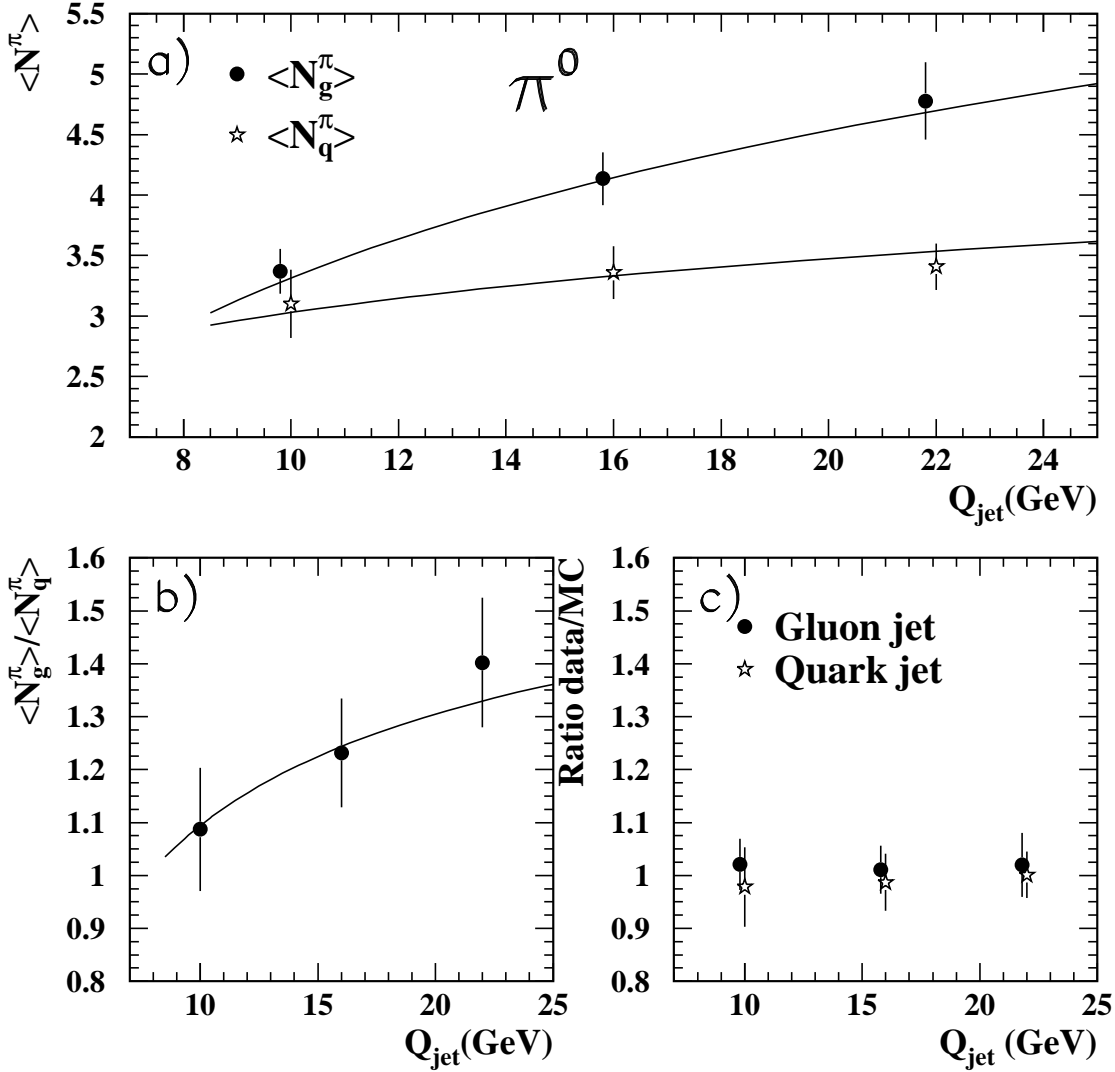 <N^π>
5.5
5
4.5
4
3.5
3
2.5
2
a)
<N_g^π>
<N_q^π>
π⁰
8 10 12 14 16 18 20 22 24
Q_jet(GeV)
<N_g^π>/<N_q^π>
1.6
1.5
1.4
1.3
1.2
1.1
1
0.9
0.8
b)
10 15 20 25
Q_jet(GeV)
Ratio data/MC
1.6
1.5
1.4
1.3
1.2
1.1
1
0.9
0.8
c)
Gluon jet
Quark jet
10 15 20 25
Q_jet (GeV)